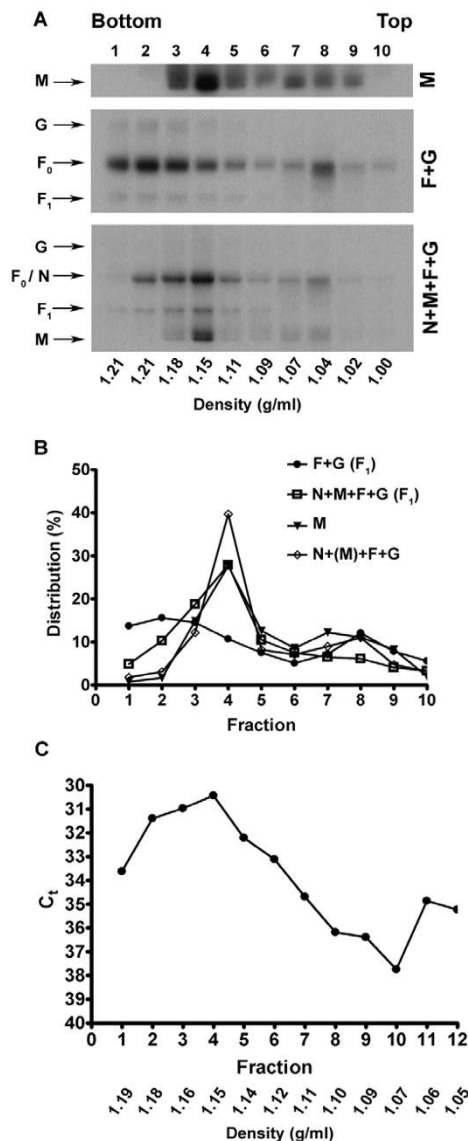 A
Bottom Top
1 2 3 4 5 6 7 8 9 10
M
M
G
F0
F1
F+G
G
F0 / N
F1
M
N+M+F+G
1.21 1.21 1.18 1.15 1.11 1.09 1.07 1.04 1.02 1.00
Density (g/ml)
B
50
40
30
20
10
0
Distribution (%)
F+G (F1)
N+M+F+G (F1)
M
N+(M)+F+G
0 1 2 3 4 5 6 7 8 9 10
Fraction
C
30
31
32
33
34
35
36
37
38
39
40
Ct
0 1 2 3 4 5 6 7 8 9 10 11 12
Fraction
1.19 1.18 1.16 1.15 1.14 1.12 1.11 1.10 1.09 1.07 1.06 1.05
Density (g/ml)